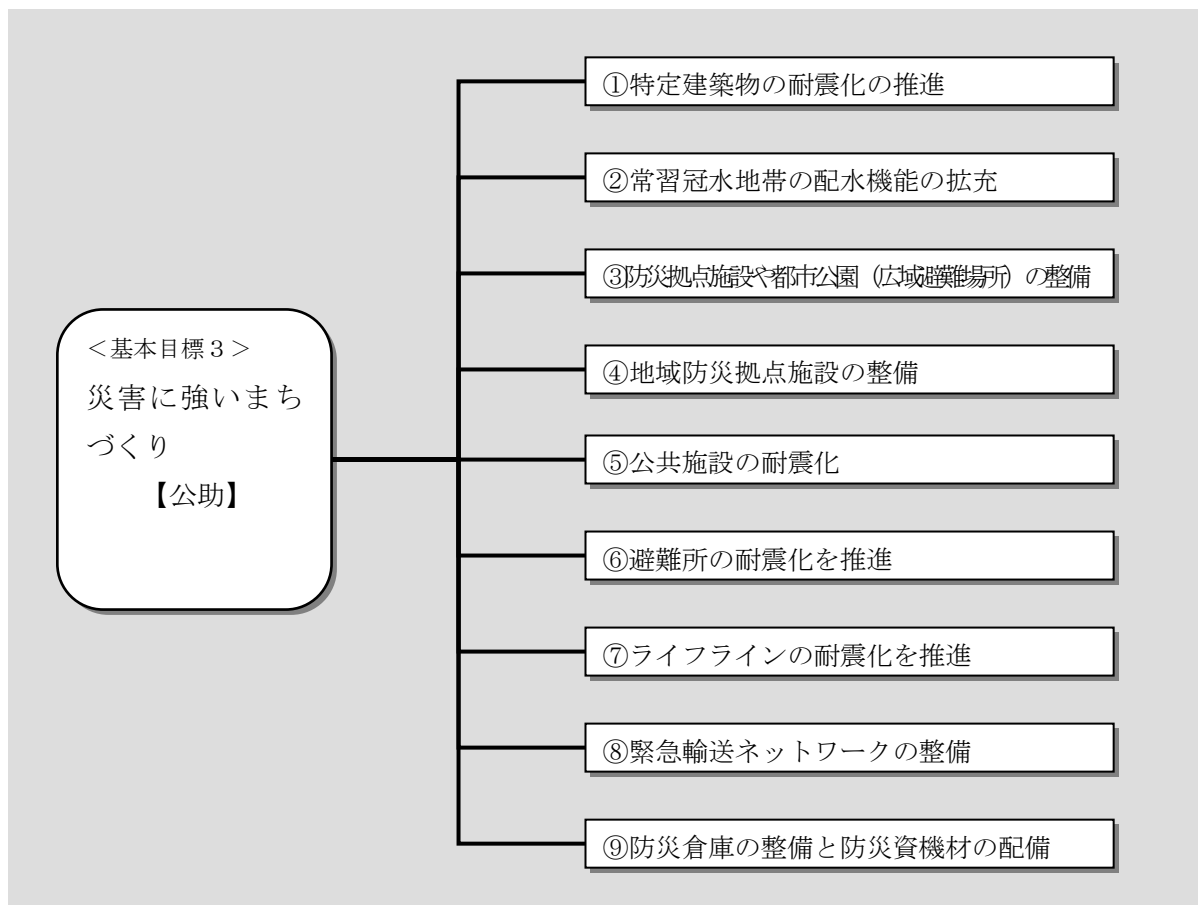 ＜基本目標３＞
災害に強いまち
づくり
【公助】
①特定建築物の耐震化の推進
②常習冠水地帯の配水機能の拡充
③防災拠点施設や都市公園（広域避難場所）の整備
④地域防災拠点施設の整備
⑤公共施設の耐震化
⑥避難所の耐震化を推進
⑦ライフラインの耐震化を推進
⑧緊急輸送ネットワークの整備
⑨防災倉庫の整備と防災資機材の配備